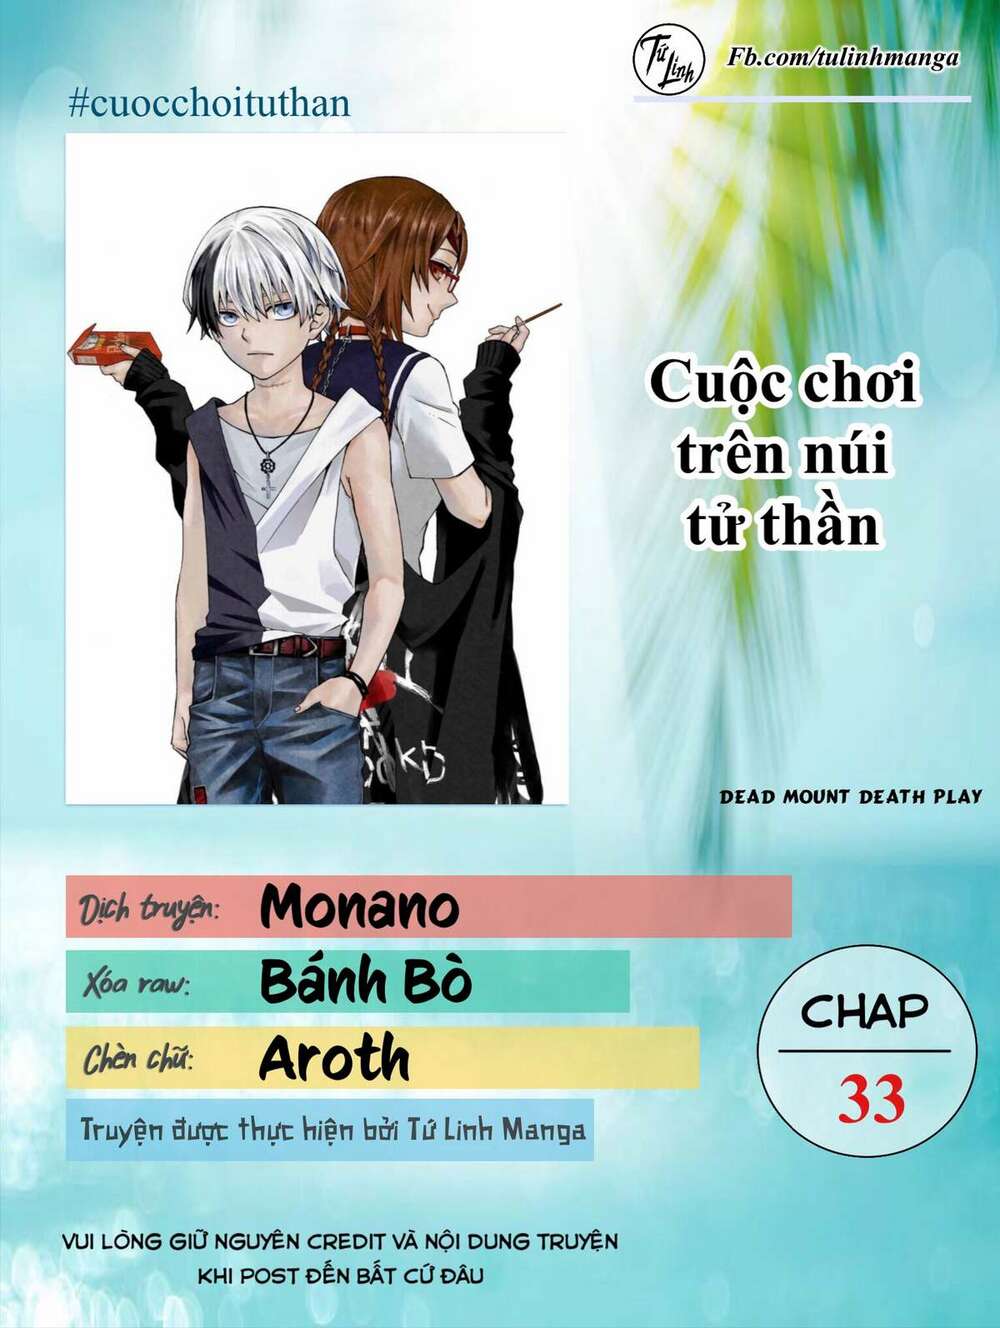 Tứ Linh
Fb.com/tulinhmanga
#cuocchoituthan
Cuộc chơi
trên núi
tử thần
DEAD MOUNT DEATH PLAY
Dịch truyện: Monano
Xóa raw: Bánh Bò
Chèn chữ: Aroth
Truyện được thực hiện bởi Tứ Linh Manga
CHAP
33
VUI LÒNG GIỮ NGUYÊN CREDIT VÀ NỘI DUNG TRUYỆN
KHI POST ĐẾN BẤT CỨ ĐÂU